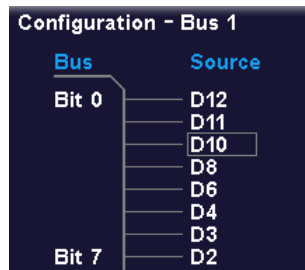 Configuration - Bus 1
Bus Source
Bit 0 D12
D11
D10
D8
D6
D4
D3
Bit 7 D2